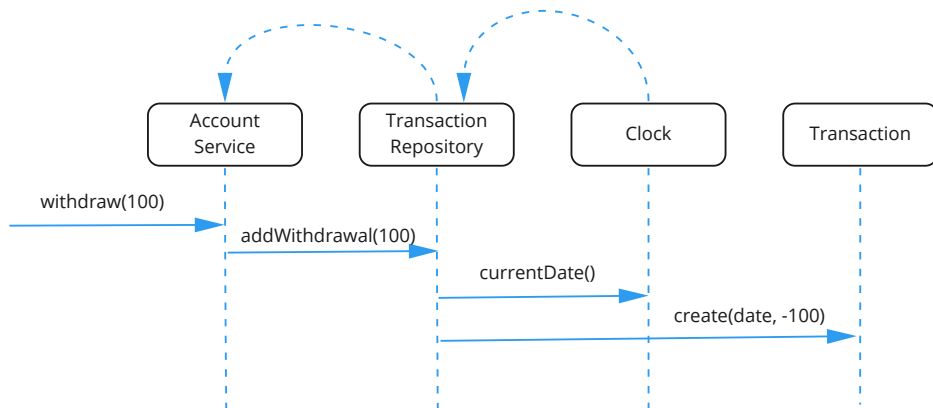 Account
Service
Transaction
Repository
Clock
Transaction
withdraw(100)
addWithdrawal(100)
currentDate()
create(date, -100)